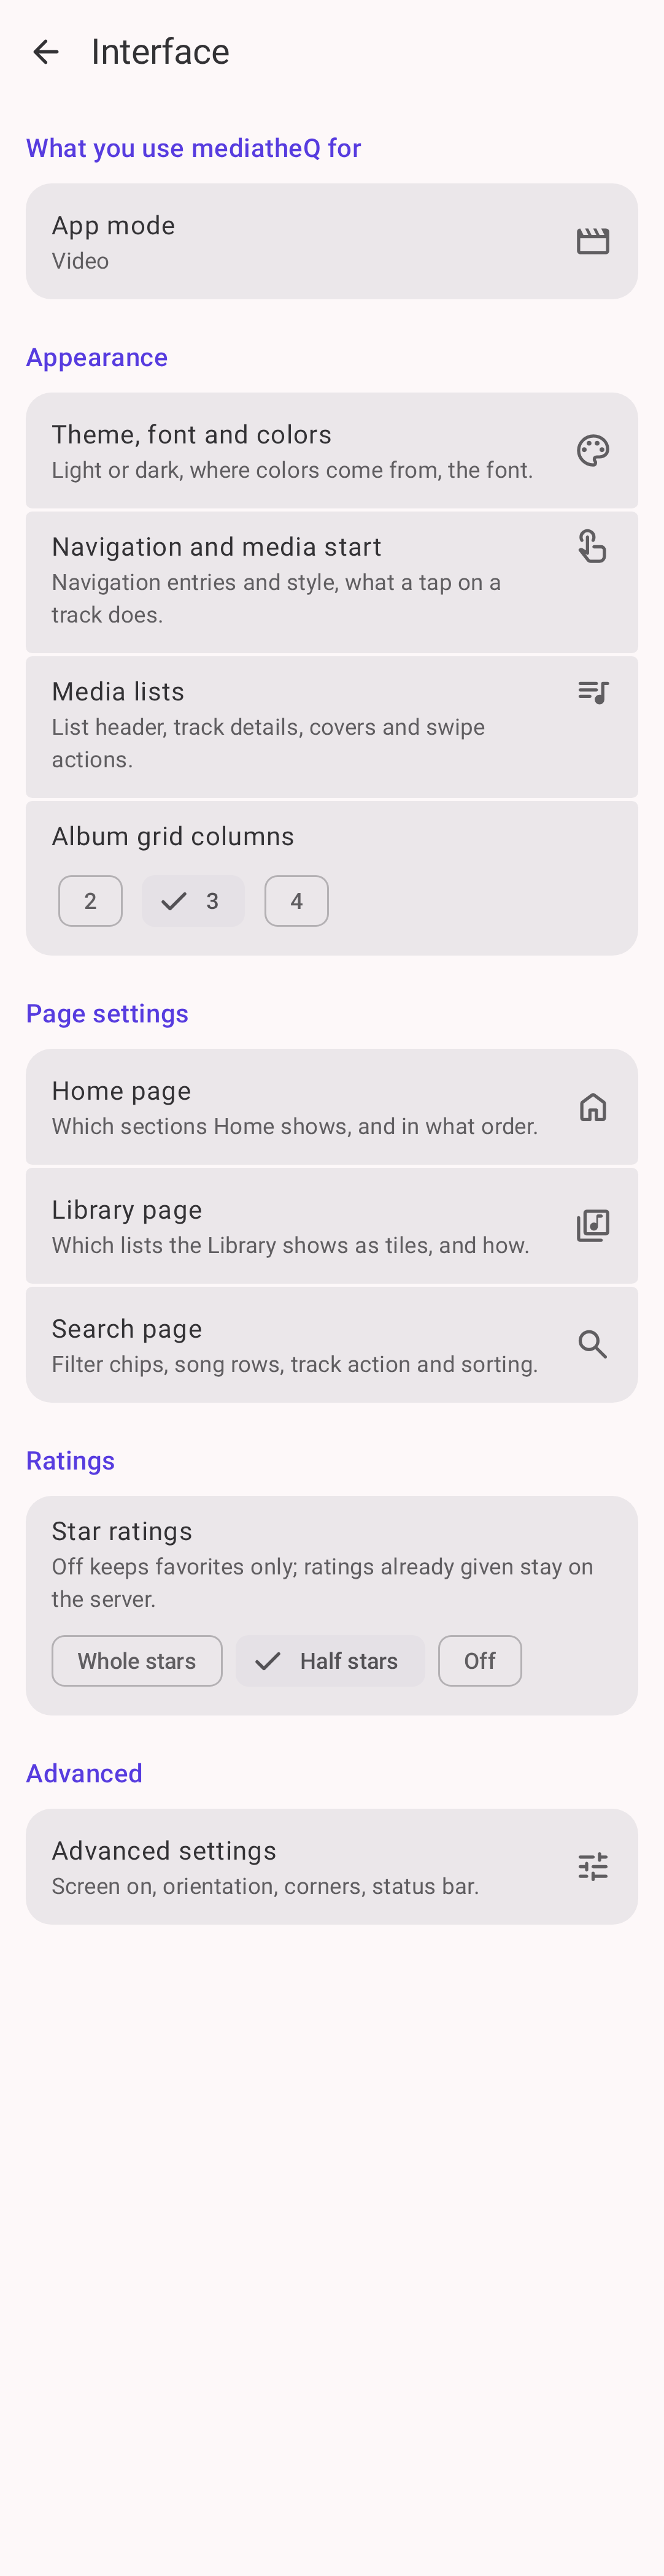 Interface
What you use mediatheQ for
App mode
Video
Appearance
Theme, font and colors
Light or dark, where colors come from, the font.
Navigation and media start
Navigation entries and style, what a tap on a
track does.
Media lists
List header, track details, covers and swipe
actions.
Album grid columns
2 3 4
Page settings
Home page
Which sections Home shows, and in what order.
Library page
Which lists the Library shows as tiles, and how.
Search page
Filter chips, song rows, track action and sorting.
Ratings
Star ratings
Off keeps favorites only; ratings already given stay on
the server.
Whole stars Half stars Off
Advanced
Advanced settings
Screen on, orientation, corners, status bar.